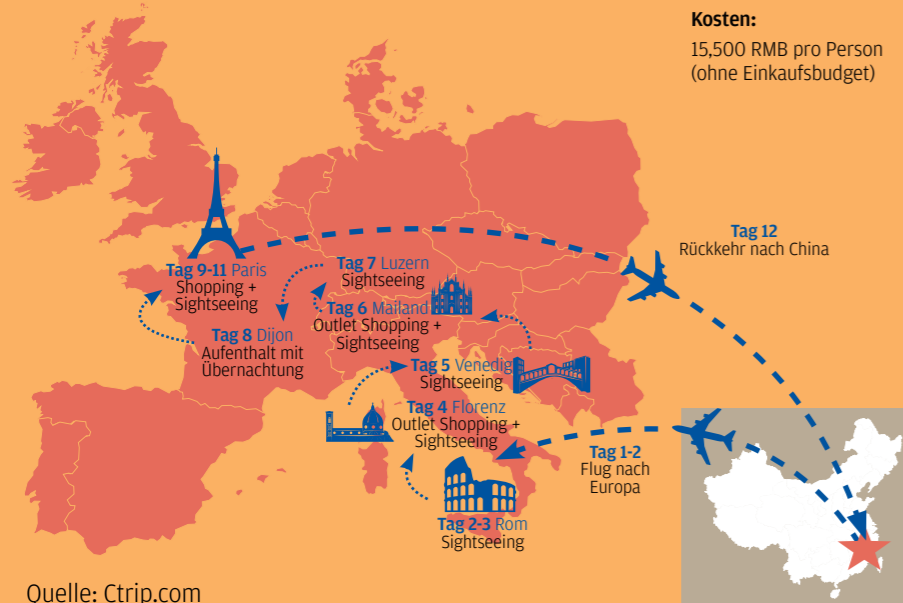 Kosten:
15,500 RMB pro Person
(ohne Einkaufsbudget)
Tag 12
Rückkehr nach China
Tag 9-11 Paris
Shopping +
Sightseeing
Tag 7 Luzern
Sightseeing
Tag 6 Mailand
Outlet Shopping +
Sightseeing
Tag 8 Dijon
Aufenthalt mit
Übernachtung
Tag 5 Venedig
Sightseeing
Tag 4 Florenz
Outlet Shopping +
Sightseeing
Tag 1-2
Flug nach
Europa
Tag 2-3 Rom
Sightseeing
Quelle: Ctrip.com